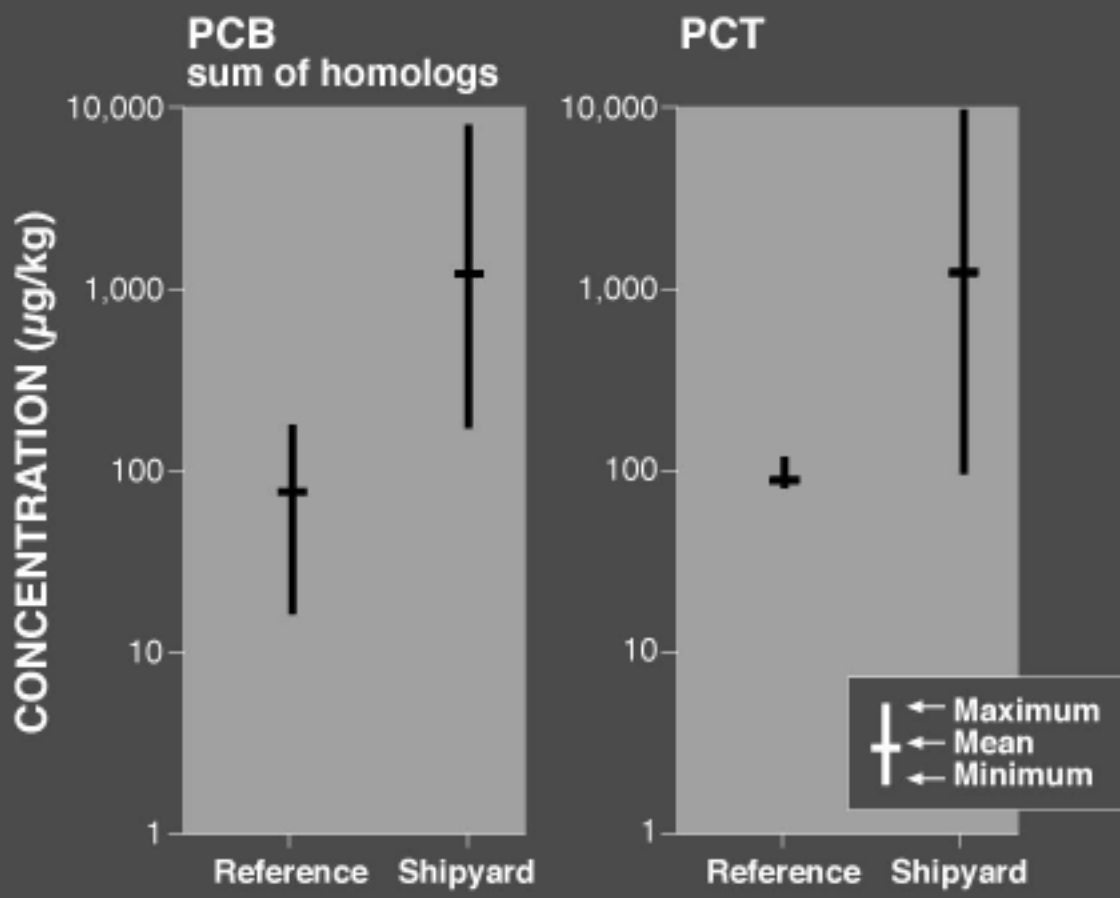 PCB
sum of homologs
10,000
1,000
100
10
1
CONCENTRATION (µg/kg)
Reference
Shipyard
PCT
10,000
1,000
100
10
1
Reference
Shipyard
Maximum
Mean
Minimum